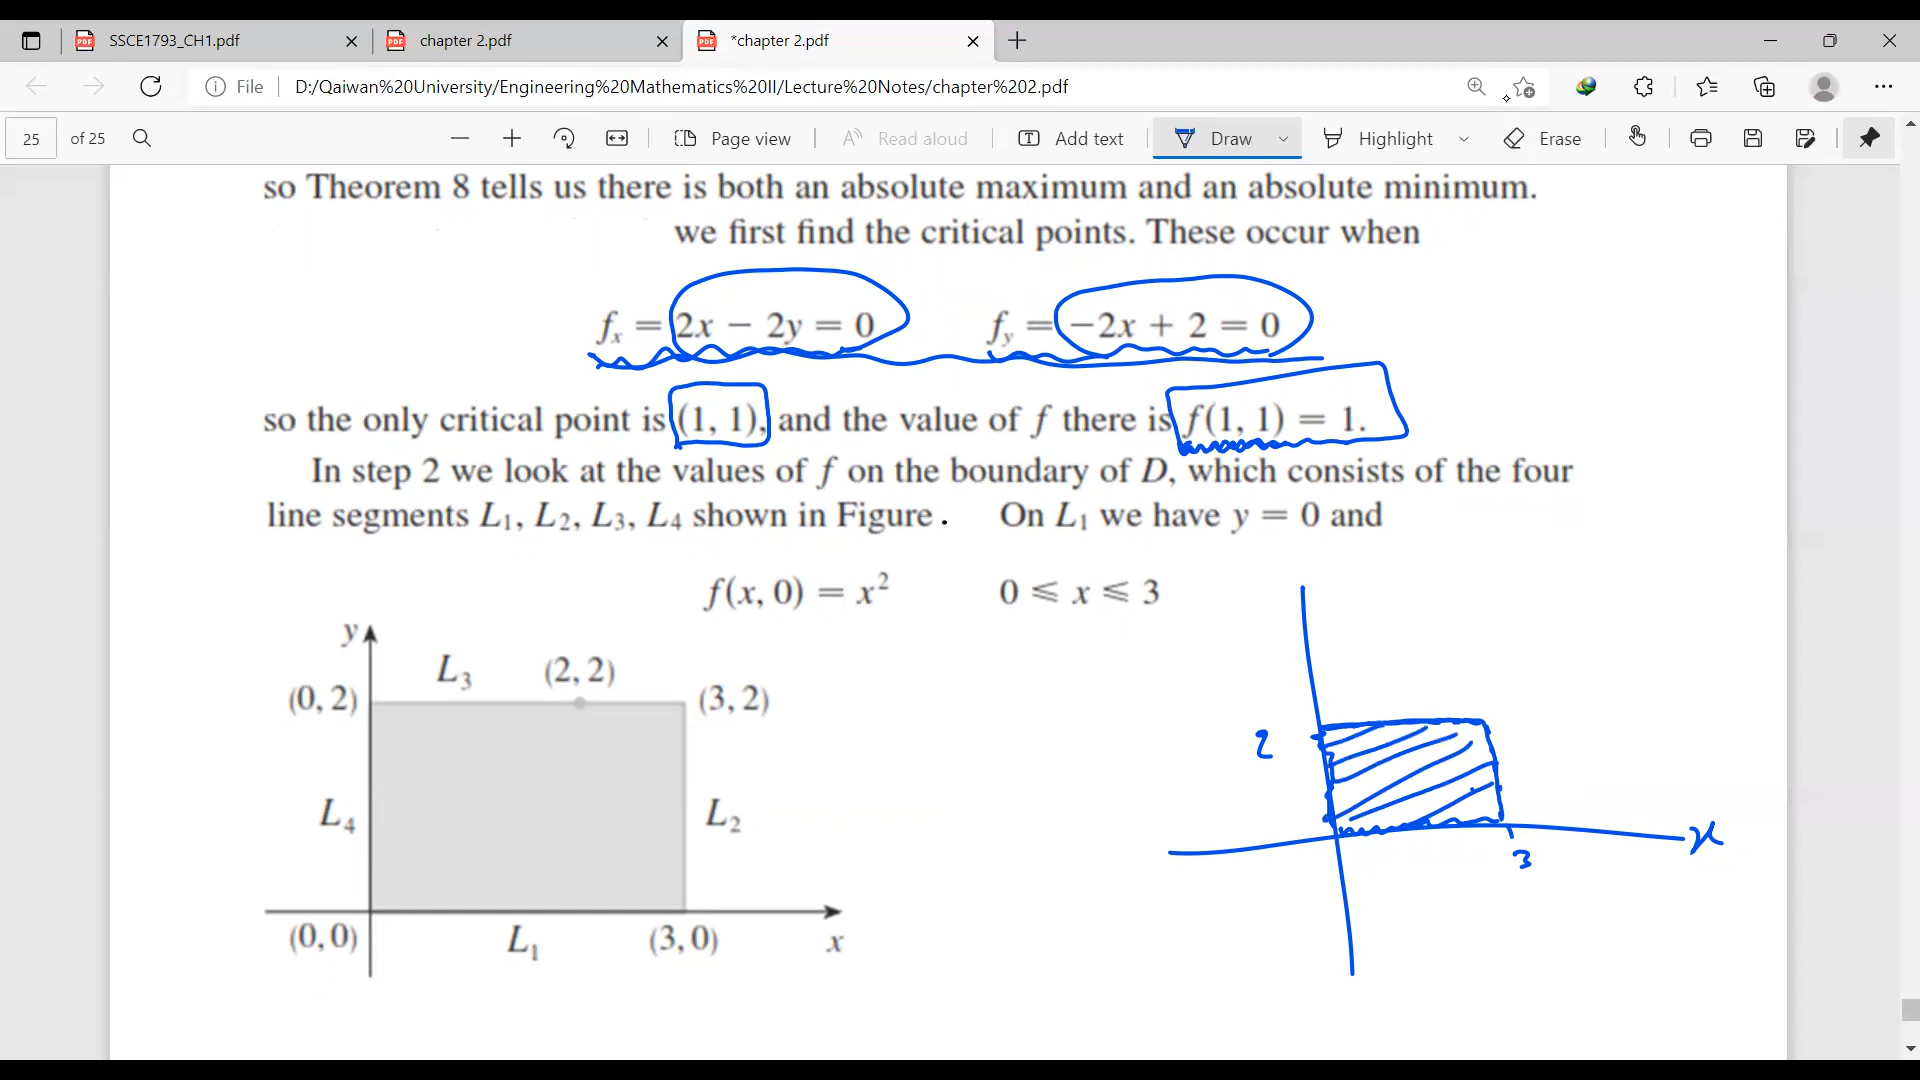 SSCE1793_CH1.pdf
chapter 2.pdf
*chapter 2.pdf
File
D:/Qaiwan%20University/Engineering%20Mathematics%20II/Lecture%20Notes/chapter%202.pdf
25 of 25
Page view
Read aloud
Add text
Draw
Highlight
Erase
so Theorem 8 tells us there is both an absolute maximum and an absolute minimum.
we first find the critical points. These occur when
fₓ = 2x − 2y = 0 f_y = −2x + 2 = 0
so the only critical point is (1, 1), and the value of f there is f(1, 1) = 1.
In step 2 we look at the values of f on the boundary of D, which consists of the four
line segments L₁, L₂, L₃, L₄ shown in Figure. On L₁ we have y = 0 and
f(x, 0) = x² 0 ⩽ x ⩽ 3
y
L₃ (2, 2)
(0, 2) (3, 2)
L₄ L₂
(0, 0) L₁ (3, 0) x
2
x
3